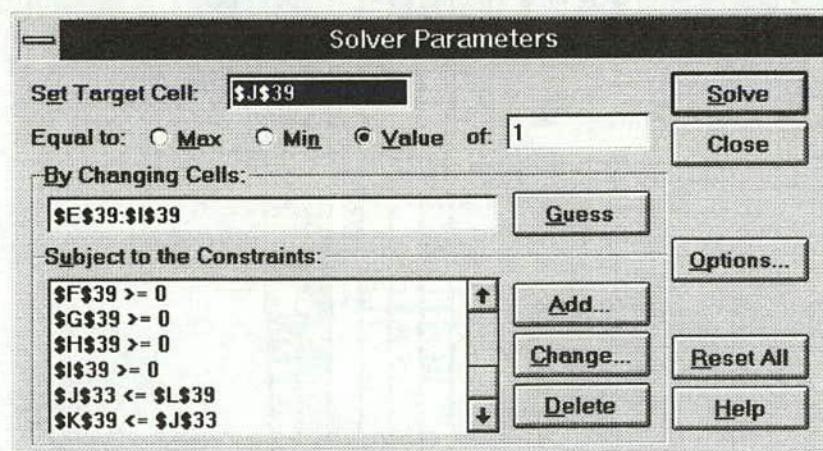 Solver Parameters
Set Target Cell: $J$39
Solve
Equal to: Max Min Value of: 1
Close
By Changing Cells:
$E$39:$I$39
Guess
Subject to the Constraints:
Options...
$F$39 >= 0
$G$39 >= 0
$H$39 >= 0
$I$39 >= 0
$J$33 <= $L$39
$K$39 <= $J$33
Add...
Change...
Delete
Reset All
Help